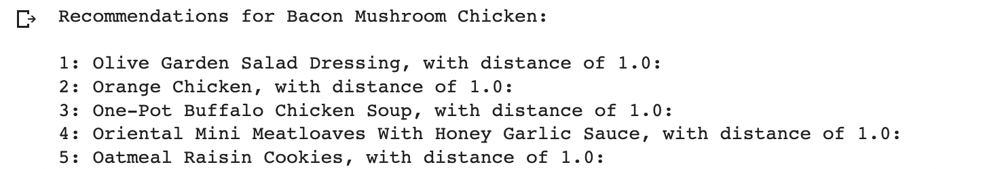 Recommendations for Bacon Mushroom Chicken:
1: Olive Garden Salad Dressing, with distance of 1.0:
2: Orange Chicken, with distance of 1.0:
3: One-Pot Buffalo Chicken Soup, with distance of 1.0:
4: Oriental Mini Meatloaves With Honey Garlic Sauce, with distance of 1.0:
5: Oatmeal Raisin Cookies, with distance of 1.0: